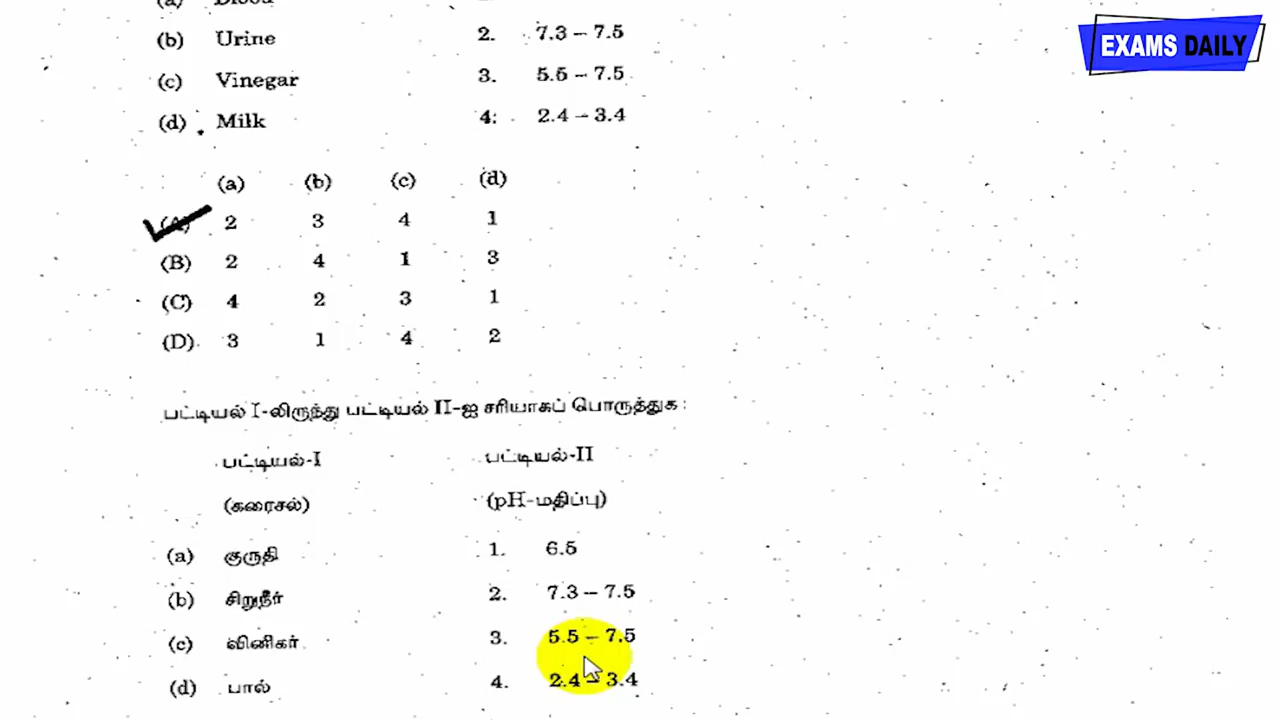 (a) Blood
(b) Urine 2. 7.3 – 7.5
(c) Vinegar 3. 5.5 – 7.5
(d) Milk 4. 2.4 – 3.4
EXAMS DAILY
(a) (b) (c) (d)
(A) 2 3 4 1
(B) 2 4 1 3
(C) 4 2 3 1
(D) 3 1 4 2
பட்டியல் I-லிருந்து பட்டியல் II-ஐ சரியாகப் பொருத்துக :
பட்டியல்-I பட்டியல்-II
(கரைசல்) (pH-மதிப்பு)
(a) குருதி 1. 6.5
(b) சிறுநீர் 2. 7.3 – 7.5
(c) வினிகர் 3. 5.5 – 7.5
(d) பால் 4. 2.4 – 3.4